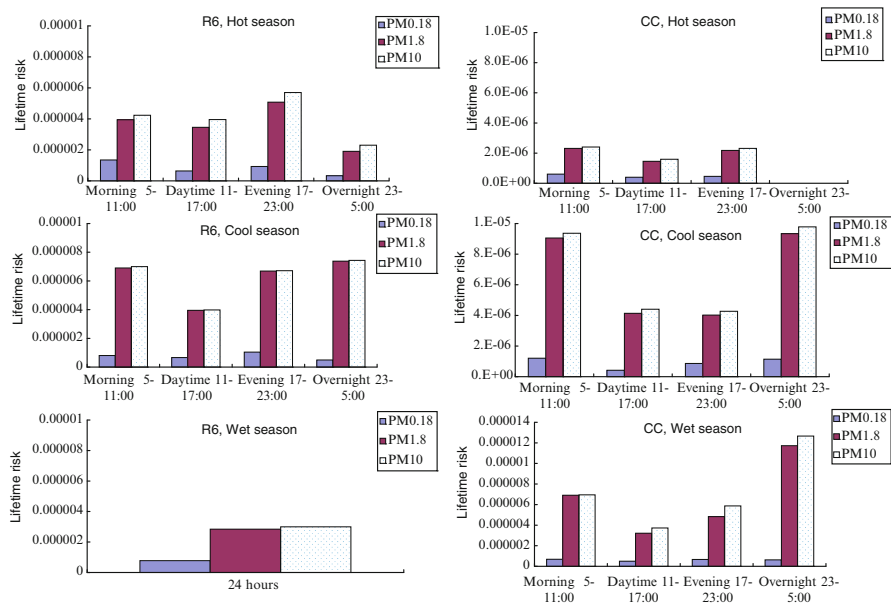 R6, Hot season
PM0.18
PM1.8
PM10
Lifetime risk
0.00001
0.000008
0.000006
0.000004
0.000002
0
Morning 5-11:00
Daytime 11-17:00
Evening 17-23:00
Overnight 23-5:00
CC, Hot season
PM0.18
PM1.8
PM10
Lifetime risk
1.0E-05
8.0E-06
6.0E-06
4.0E-06
2.0E-06
0.0E+00
Morning 5-11:00
Daytime 11-17:00
Evening 17-23:00
Overnight 23-5:00
R6, Cool season
PM0.18
PM1.8
PM10
Lifetime risk
0.00001
0.000008
0.000006
0.000004
0.000002
0
Morning 5-11:00
Daytime 11-17:00
Evening 17-23:00
Overnight 23-5:00
CC, Cool season
PM0.18
PM1.8
PM10
Lifetime risk
1.E-05
8.E-06
6.E-06
4.E-06
2.E-06
0.E+00
Morning 5-11:00
Daytime 11-17:00
Evening 17-23:00
Overnight 23-5:00
R6, Wet season
PM0.18
PM1.8
PM10
Lifetime risk
0.00001
0.000008
0.000006
0.000004
0.000002
0
24 hours
CC, Wet season
PM0.18
PM1.8
PM10
Lifetime risk
0.000014
0.000012
0.00001
0.000008
0.000006
0.000004
0.000002
0
Morning 5-11:00
Daytime 11-17:00
Evening 17-23:00
Overnight 23-5:00